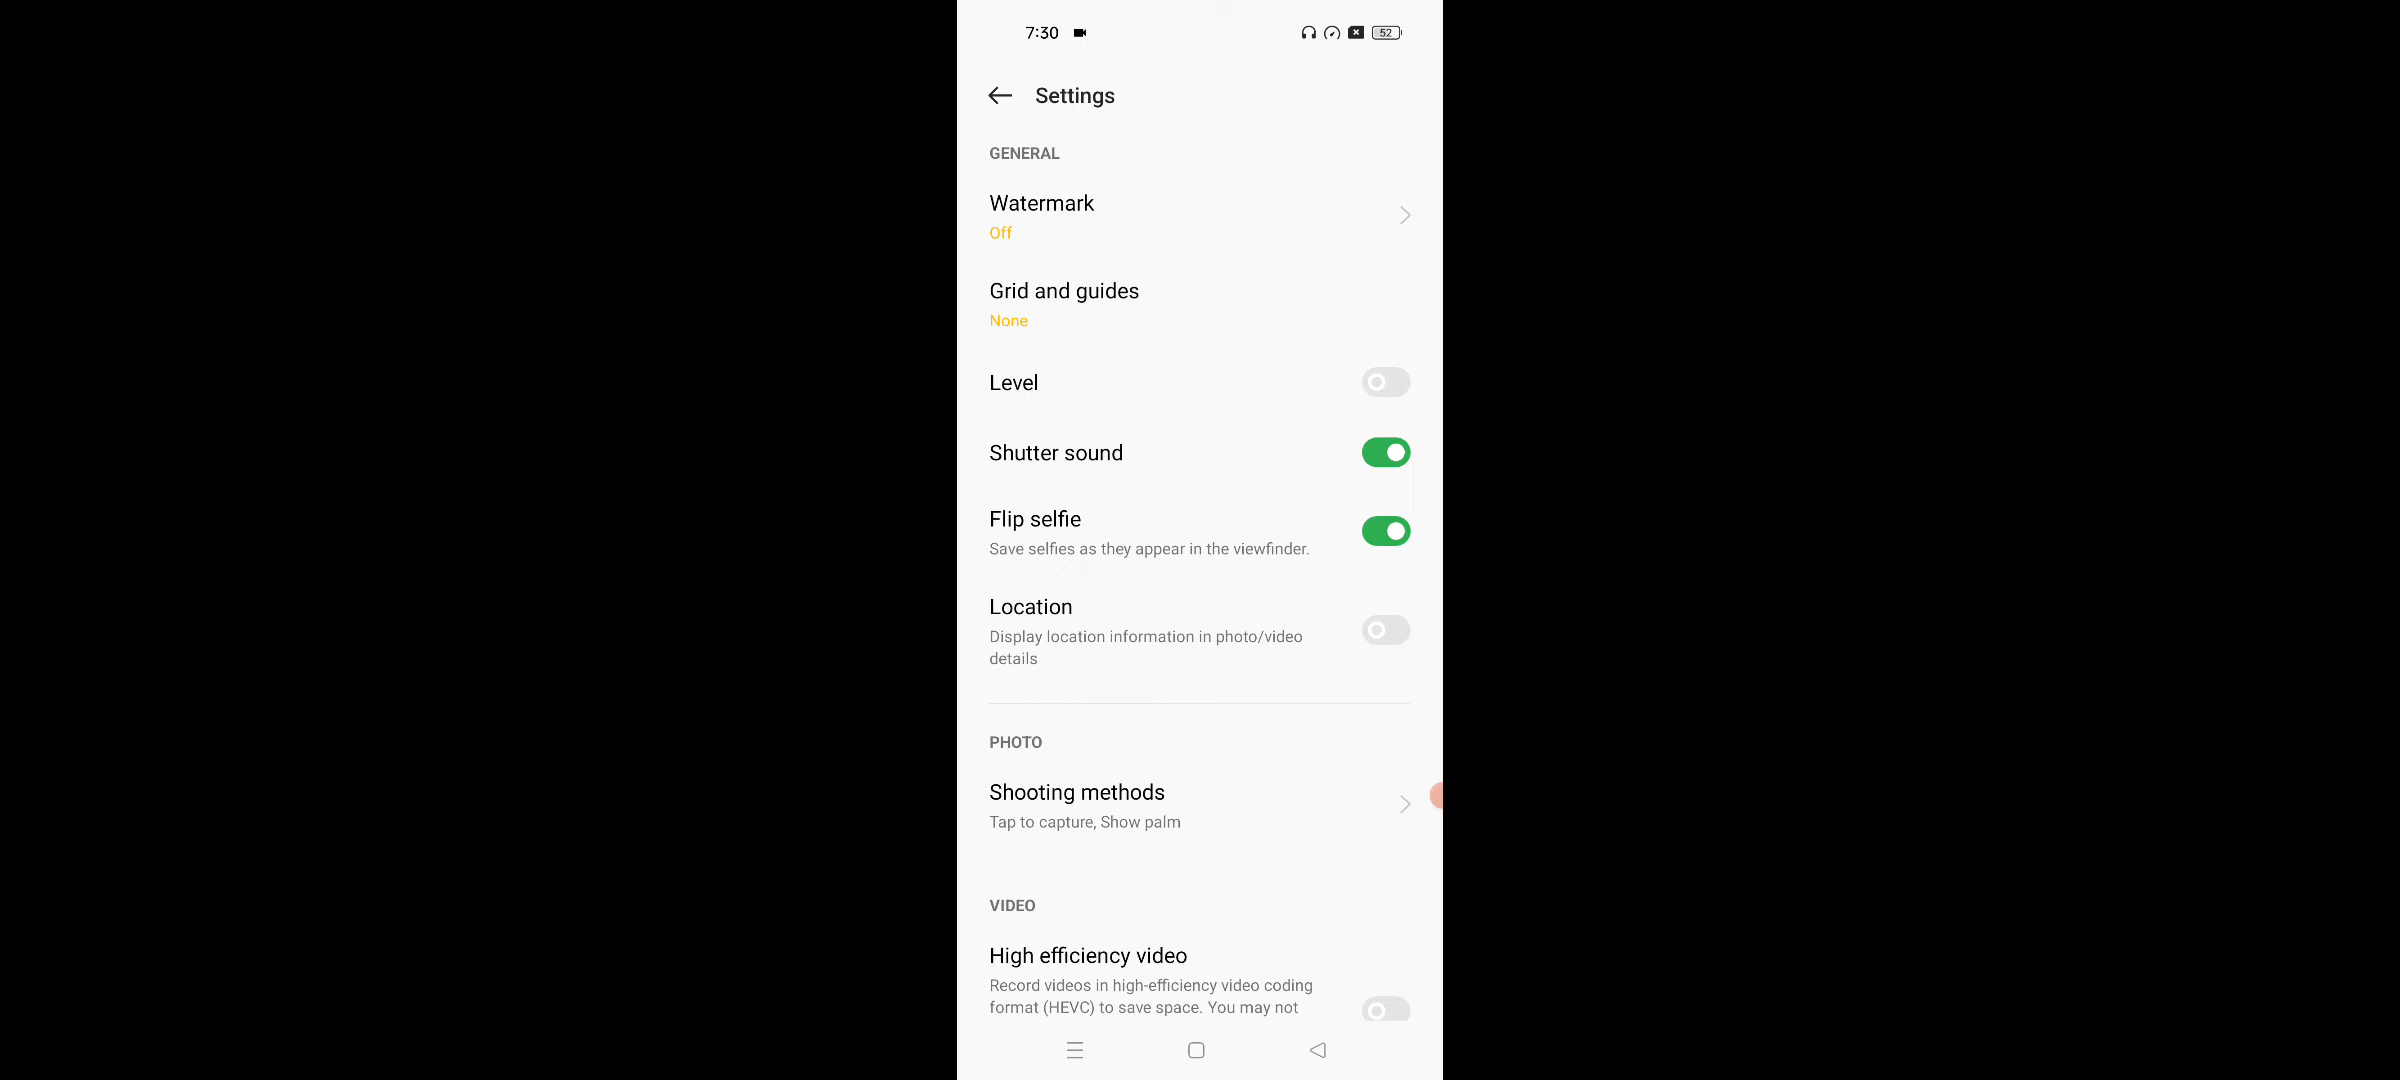 7:30
52
Settings
GENERAL
Watermark
Off
Grid and guides
None
Level
Shutter sound
Flip selfie
Save selfies as they appear in the viewfinder.
Location
Display location information in photo/video
details
PHOTO
Shooting methods
Tap to capture, Show palm
VIDEO
High efficiency video
Record videos in high-efficiency video coding
format (HEVC) to save space. You may not